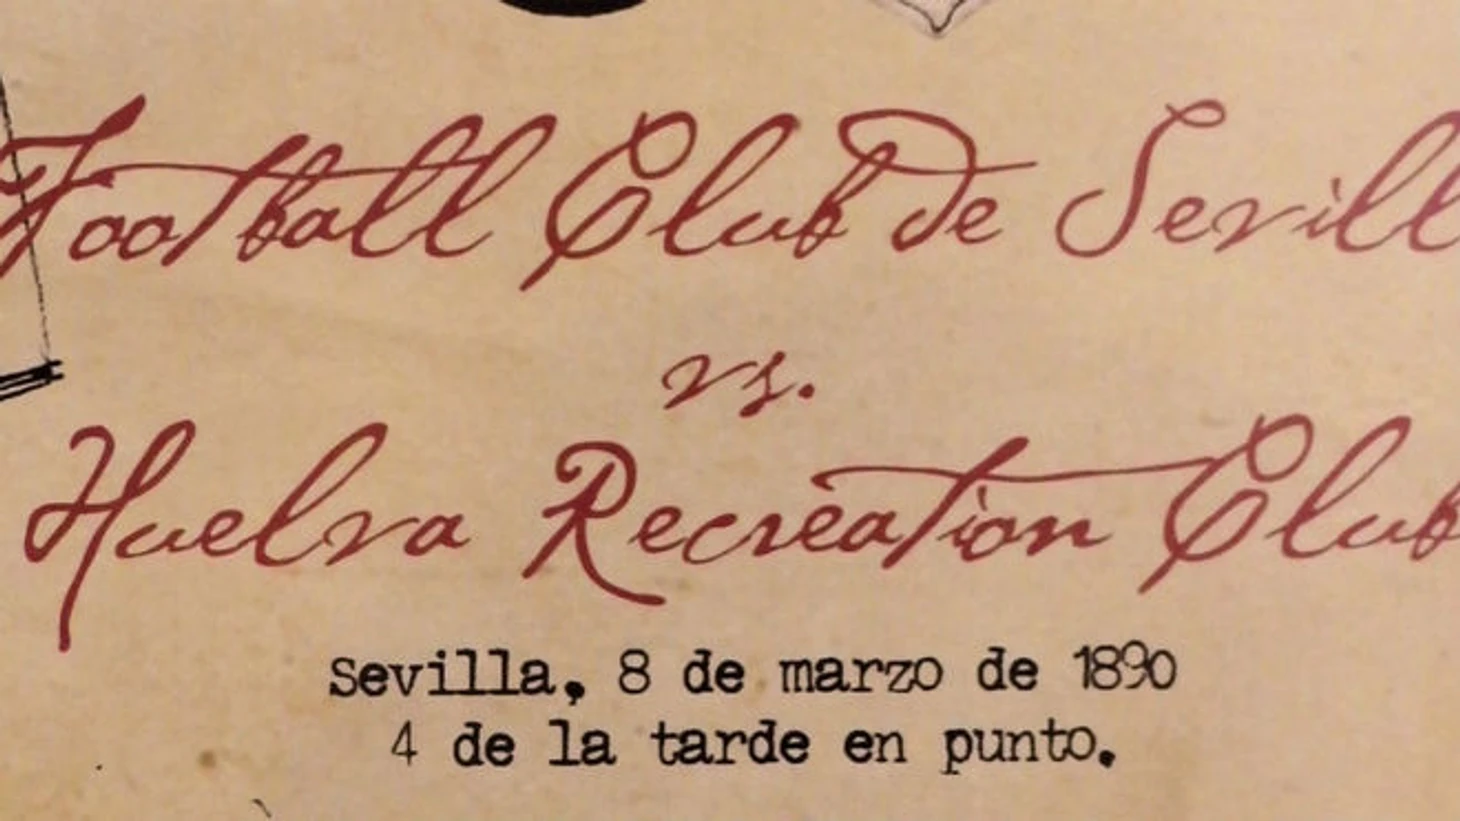 Football Club de Sevill
vs.
Huelva Recreation Club
Sevilla, 8 de marzo de 1890
4 de la tarde en punto.